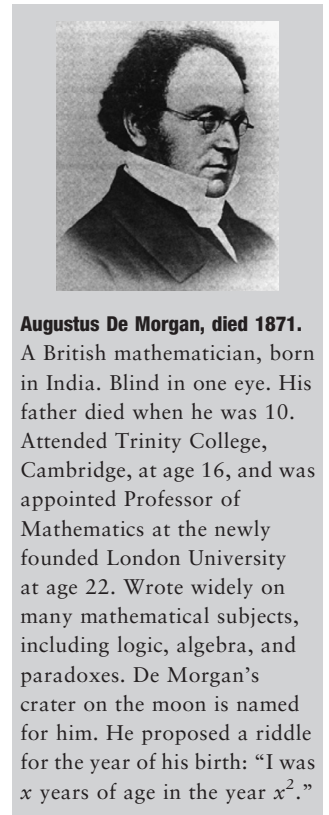 Augustus De Morgan, died 1871.
A British mathematician, born
in India. Blind in one eye. His
father died when he was 10.
Attended Trinity College,
Cambridge, at age 16, and was
appointed Professor of
Mathematics at the newly
founded London University
at age 22. Wrote widely on
many mathematical subjects,
including logic, algebra, and
paradoxes. De Morgan's
crater on the moon is named
for him. He proposed a riddle
for the year of his birth: “I was
x years of age in the year x².”